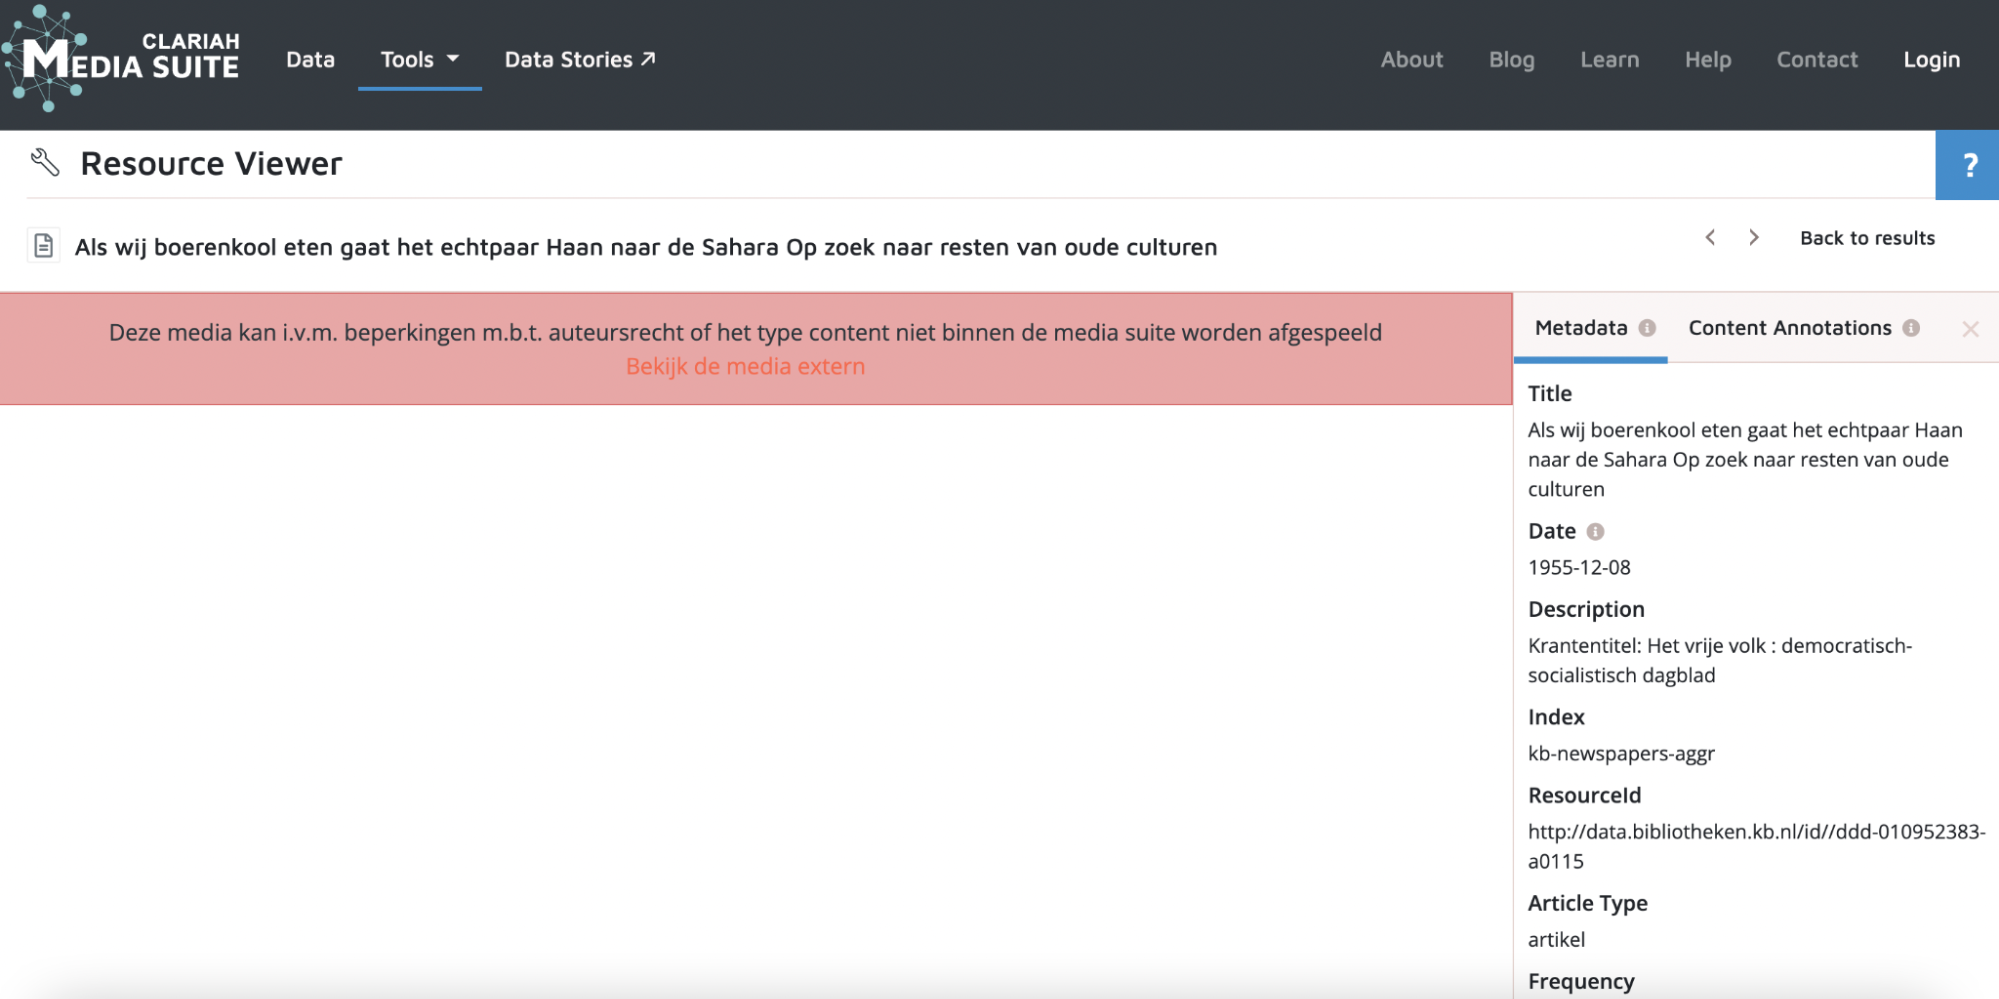 CLARIAH
MEDIA SUITE
Data
Tools
Data Stories
About
Blog
Learn
Help
Contact
Login
Resource Viewer
?
Als wij boerenkool eten gaat het echtpaar Haan naar de Sahara Op zoek naar resten van oude culturen
Back to results
Deze media kan i.v.m. beperkingen m.b.t. auteursrecht of het type content niet binnen de media suite worden afgespeeld
Bekijk de media extern
Metadata
Content Annotations
Title
Als wij boerenkool eten gaat het echtpaar Haan
naar de Sahara Op zoek naar resten van oude
culturen
Date
1955-12-08
Description
Krantentitel: Het vrije volk : democratisch-
socialistisch dagblad
Index
kb-newspapers-aggr
ResourceId
http://data.bibliotheken.kb.nl/id//ddd-010952383-
a0115
Article Type
artikel
Frequency